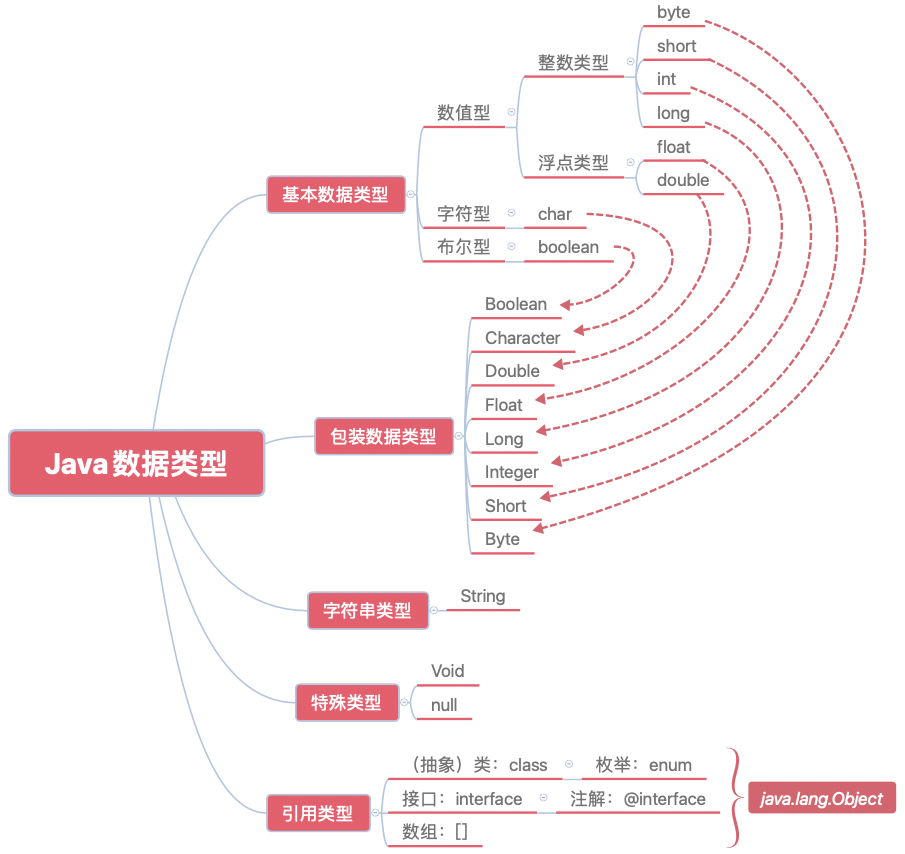 Java 数据类型
基本数据类型
数值型
整数类型
byte
short
int
long
浮点类型
float
double
字符型
char
布尔型
boolean
包装数据类型
Boolean
Character
Double
Float
Long
Integer
Short
Byte
字符串类型
String
特殊类型
Void
null
引用类型
（抽象）类：class
枚举：enum
接口：interface
注解：@interface
数组：[]
java.lang.Object